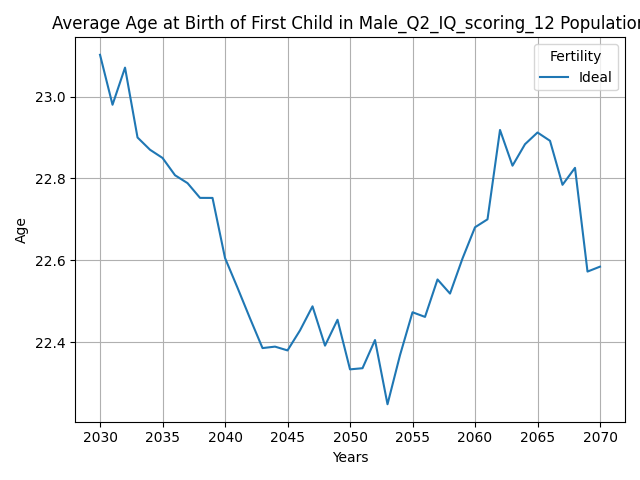 Average Age at Birth of First Child in Male_Q2_IQ_scoring_12 Population
Fertility
Ideal
Age
23.0
22.8
22.6
22.4
2030 2035 2040 2045 2050 2055 2060 2065 2070
Years